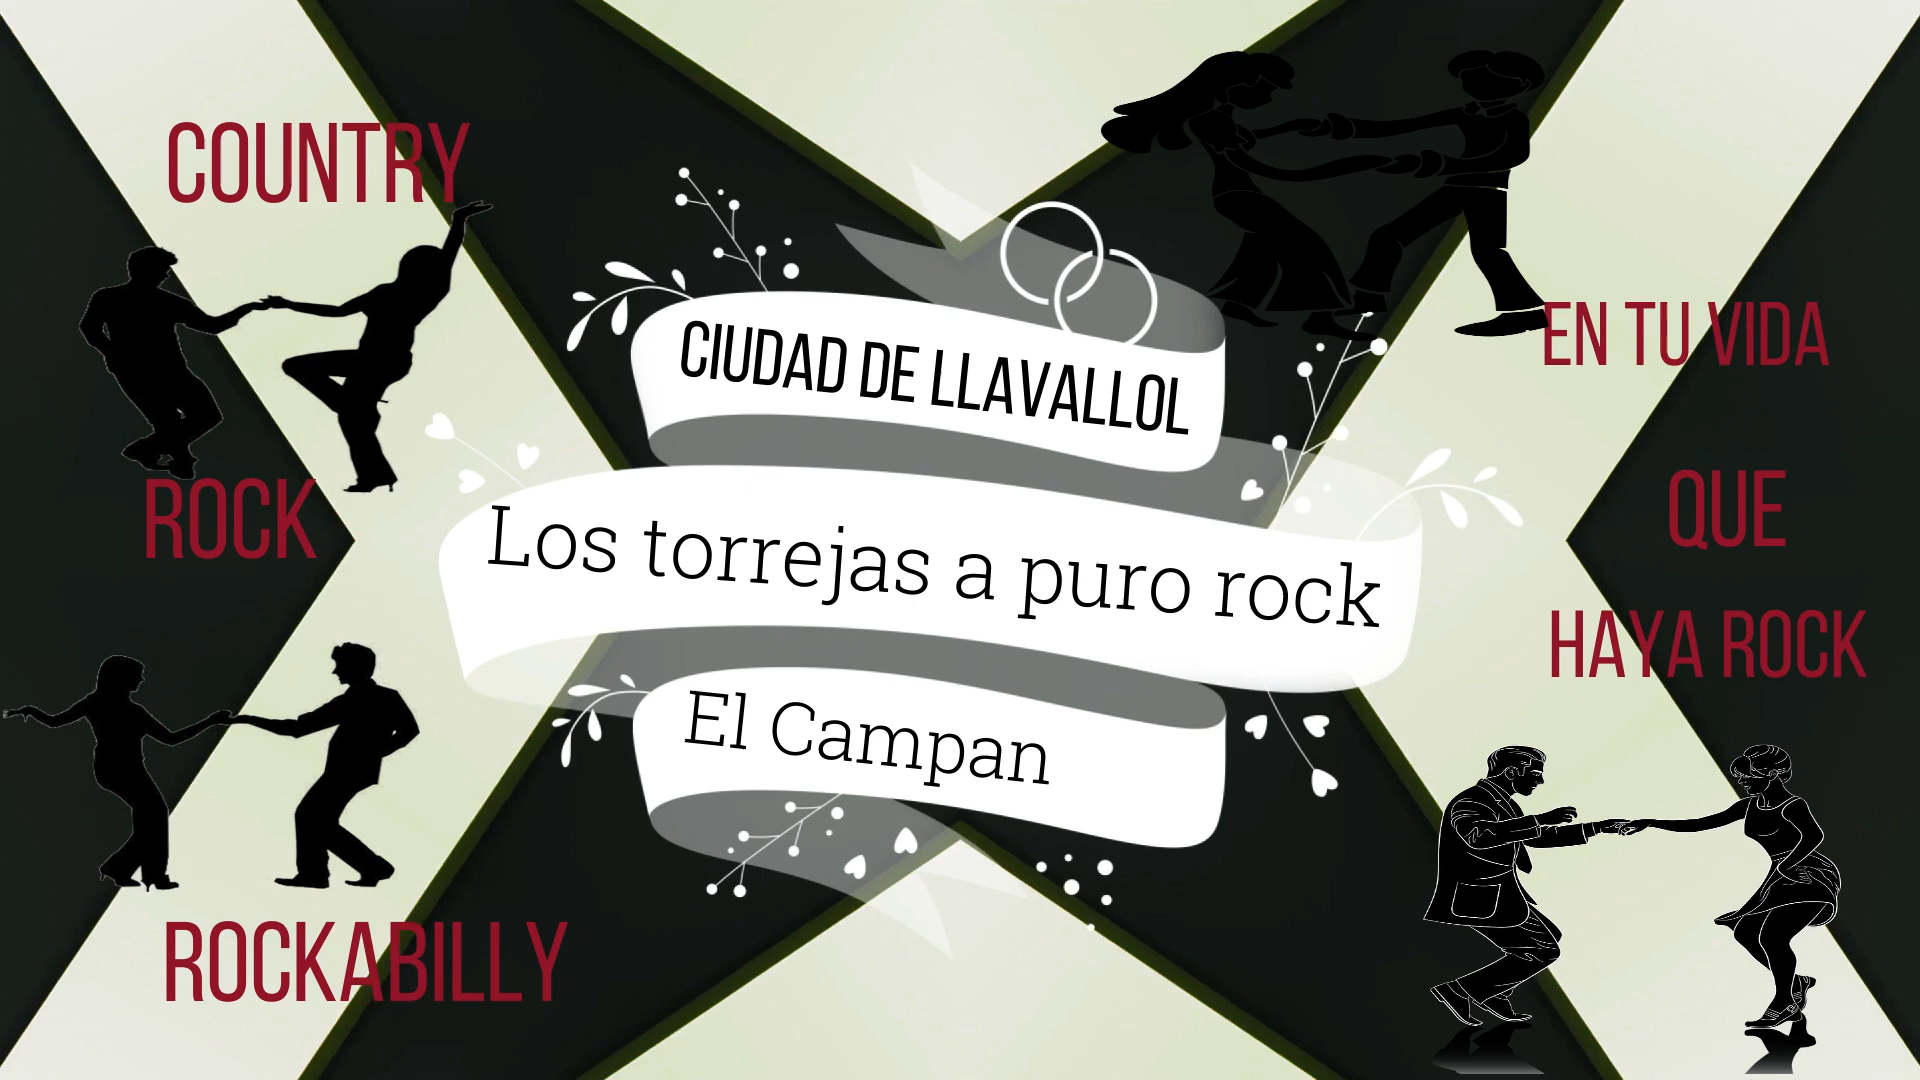 COUNTRY
ROCK
ROCKABILLY
CIUDAD DE LLAVALLOL
Los torrejas a puro rock
El Campan
EN TU VIDA
QUE
HAYA ROCK